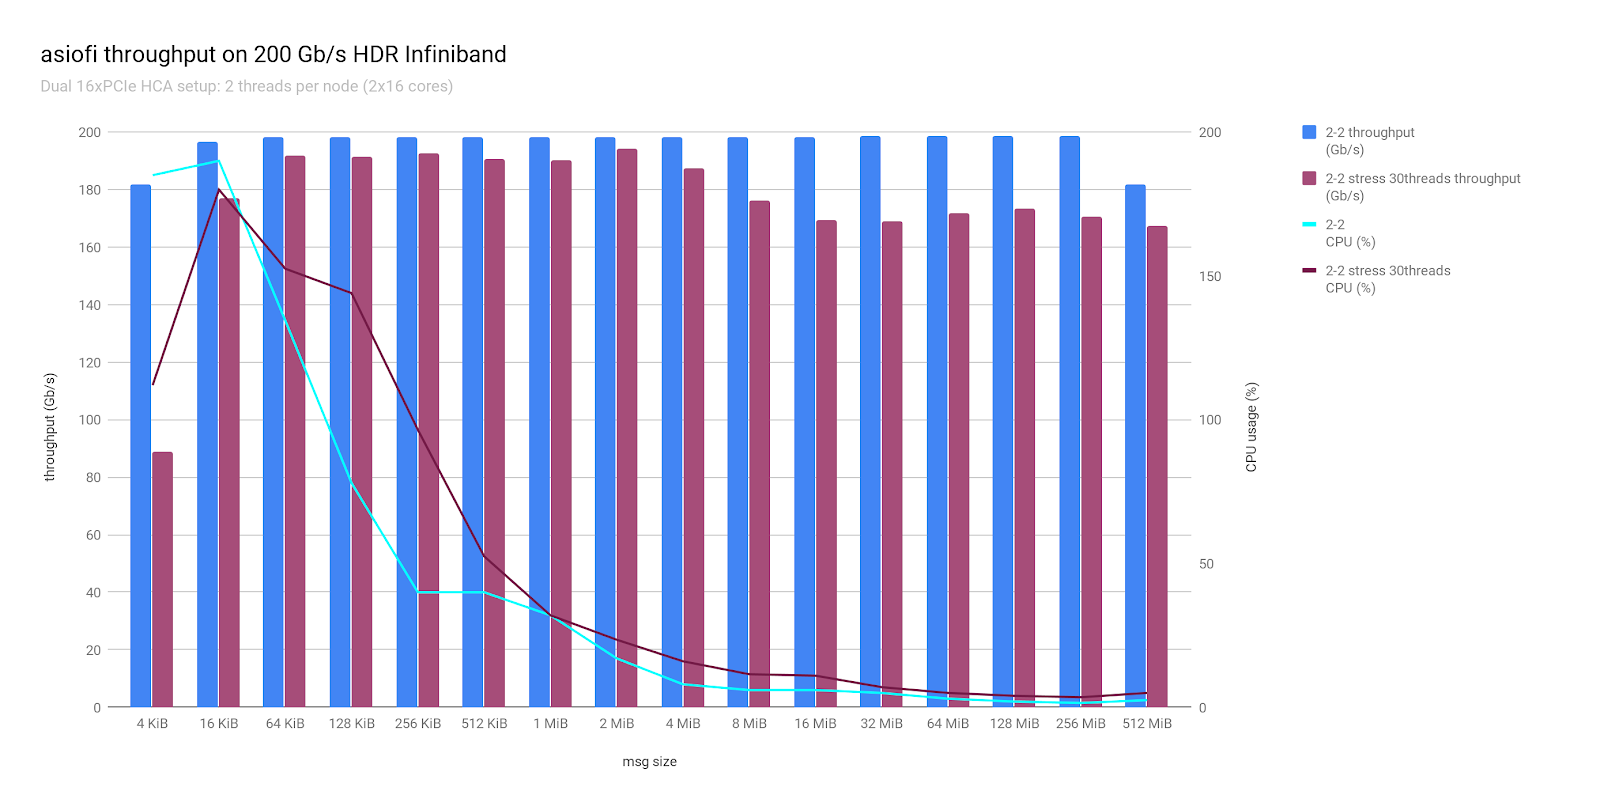 asiofi throughput on 200 Gb/s HDR Infiniband
Dual 16xPCIe HCA setup: 2 threads per node (2x16 cores)
200
180
160
140
120
100
80
60
40
20
0
throughput (Gb/s)
200
150
100
50
0
CPU usage (%)
4 KiB
16 KiB
64 KiB
128 KiB
256 KiB
512 KiB
1 MiB
2 MiB
4 MiB
8 MiB
16 MiB
32 MiB
64 MiB
128 MiB
256 MiB
512 MiB
msg size
2-2 throughput
(Gb/s)
2-2 stress 30threads throughput
(Gb/s)
2-2
CPU (%)
2-2 stress 30threads
CPU (%)